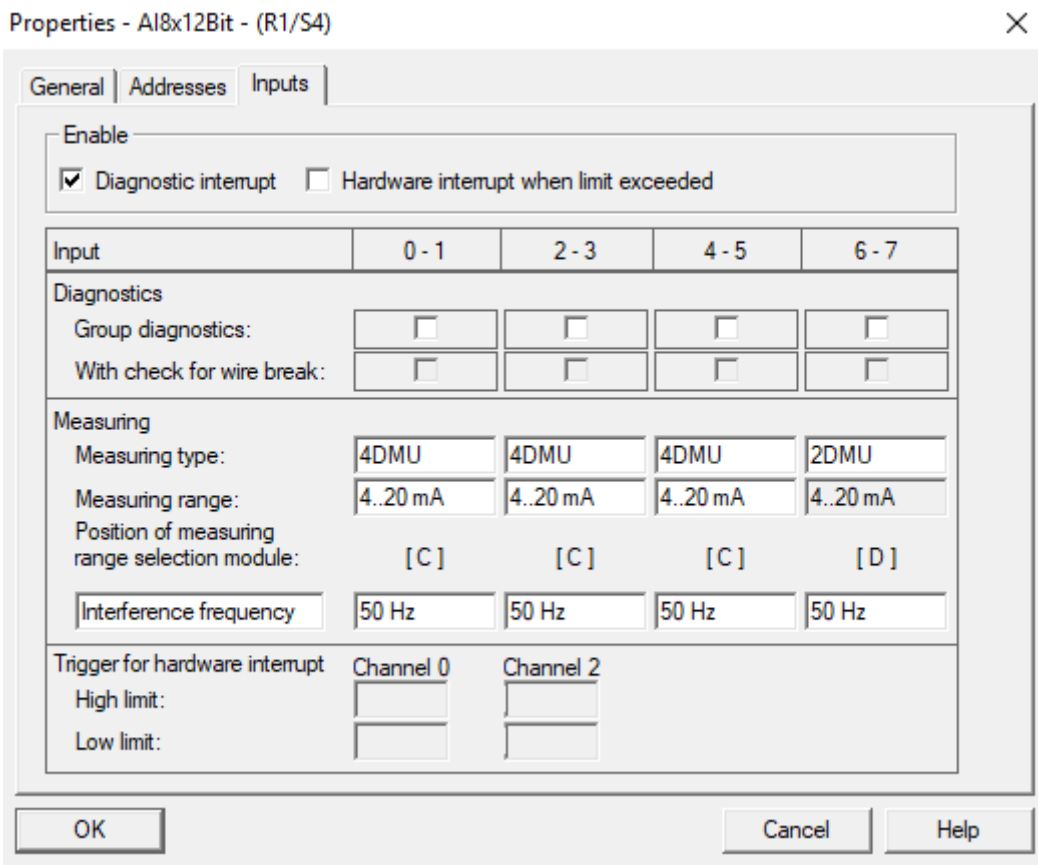 Properties - AI8x12Bit - (R1/S4)
General Addresses Inputs
Enable
Diagnostic interrupt Hardware interrupt when limit exceeded
Input 0 - 1 2 - 3 4 - 5 6 - 7
Diagnostics
Group diagnostics:
With check for wire break:
Measuring
Measuring type: 4DMU 4DMU 4DMU 2DMU
Measuring range: 4..20 mA 4..20 mA 4..20 mA 4..20 mA
Position of measuring
range selection module: [ C ] [ C ] [ C ] [ D ]
Interference frequency 50 Hz 50 Hz 50 Hz 50 Hz
Trigger for hardware interrupt Channel 0 Channel 2
High limit:
Low limit:
OK Cancel Help